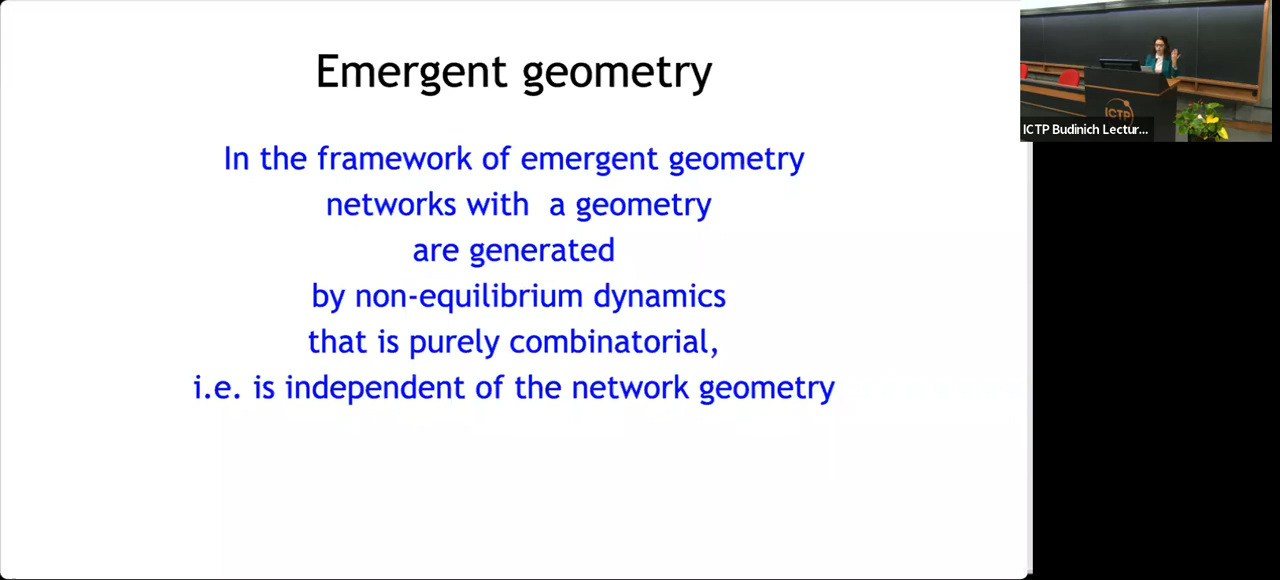 Emergent geometry
In the framework of emergent geometry
networks with a geometry
are generated
by non-equilibrium dynamics
that is purely combinatorial,
i.e. is independent of the network geometry
ICTP
ICTP Budinich Lectur...